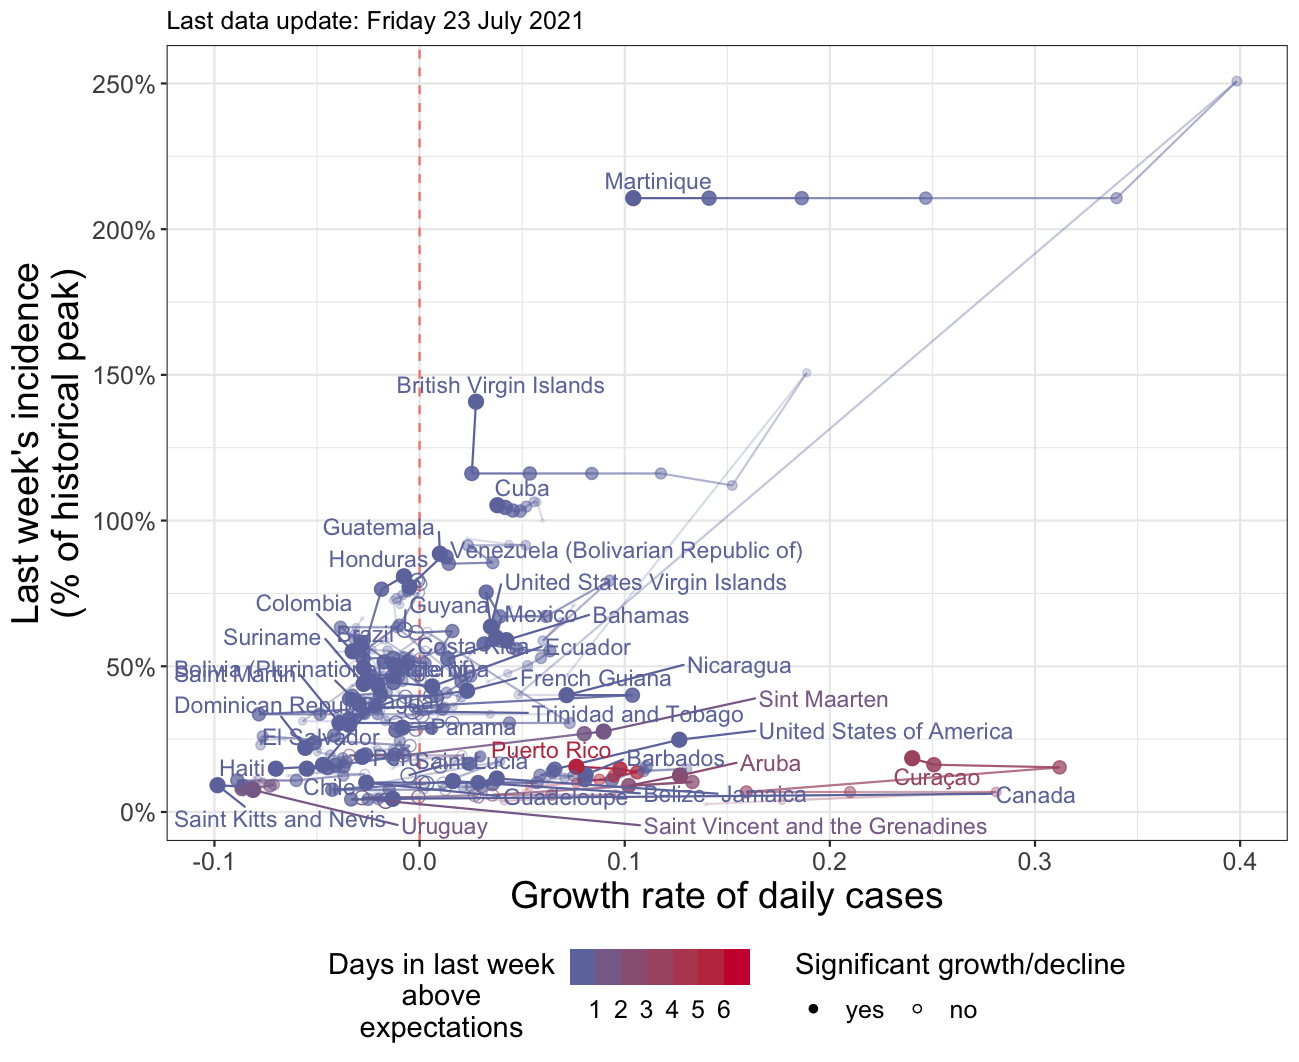 Last data update: Friday 23 July 2021
Last week's incidence
(% of historical peak)
250%
200%
150%
100%
50%
0%
Martinique
British Virgin Islands
Cuba
Guatemala
Honduras
Venezuela (Bolivarian Republic of)
United States Virgin Islands
Colombia
Guyana
Mexico
Bahamas
Suriname
Brazil
Costa Rica
Ecuador
Bolivia (Plurinational State of)
Saint Martin
Nicaragua
French Guiana
Sint Maarten
Dominican Republic
Trinidad and Tobago
Panama
United States of America
El Salvador
Puerto Rico
Peru
Saint Lucia
Barbados
Haiti
Aruba
Curaçao
Chile
Guadeloupe
Belize
Jamaica
Canada
Saint Kitts and Nevis
Uruguay
Saint Vincent and the Grenadines
-0.1
0.0
0.1
0.2
0.3
0.4
Growth rate of daily cases
Days in last week
above
expectations
1 2 3 4 5 6
Significant growth/decline
yes
no